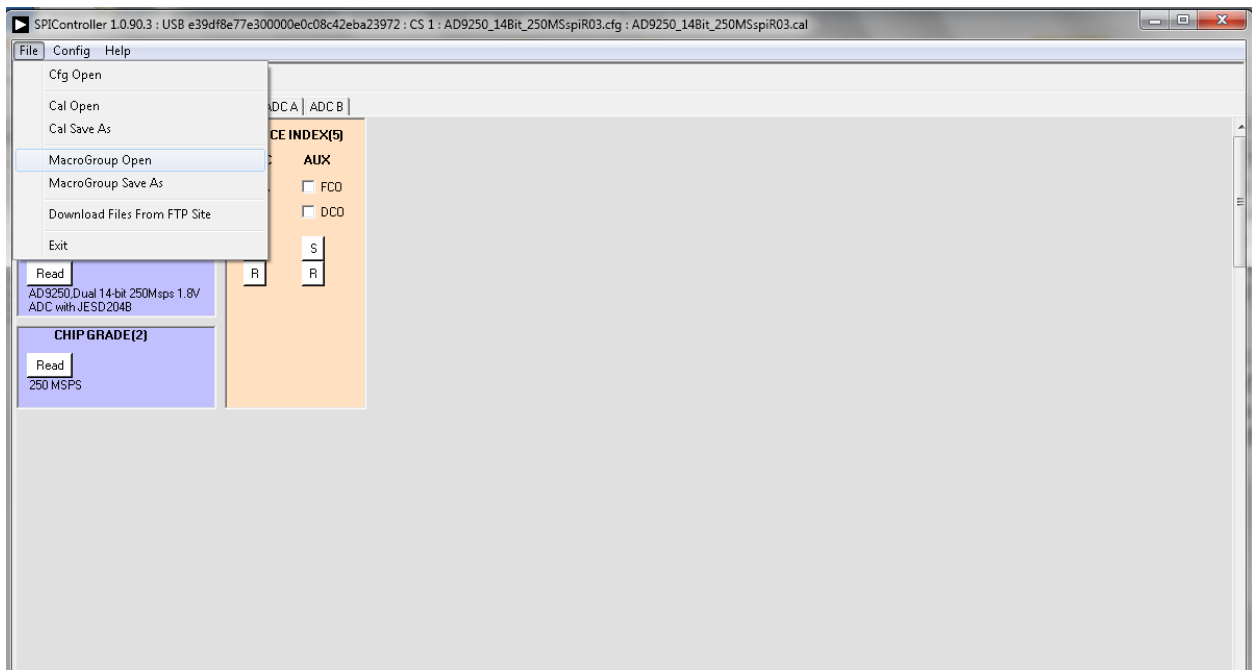 SPIController 1.0.90.3 : USB e39df8e77e300000e0c08c42eba23972 : CS 1 : AD9250_14Bit_250MSspiR03.cfg : AD9250_14Bit_250MSspiR03.cal
File Config Help
Cfg Open
Cal Open
Cal Save As
MacroGroup Open
MacroGroup Save As
Download Files From FTP Site
Exit
ADC A ADC B
CE INDEX(5)
AUX
FCO
DCO
S
R R
Read
AD9250,Dual 14-bit 250Msps 1.8V
ADC with JESD204B
CHIP GRADE(2)
Read
250 MSPS